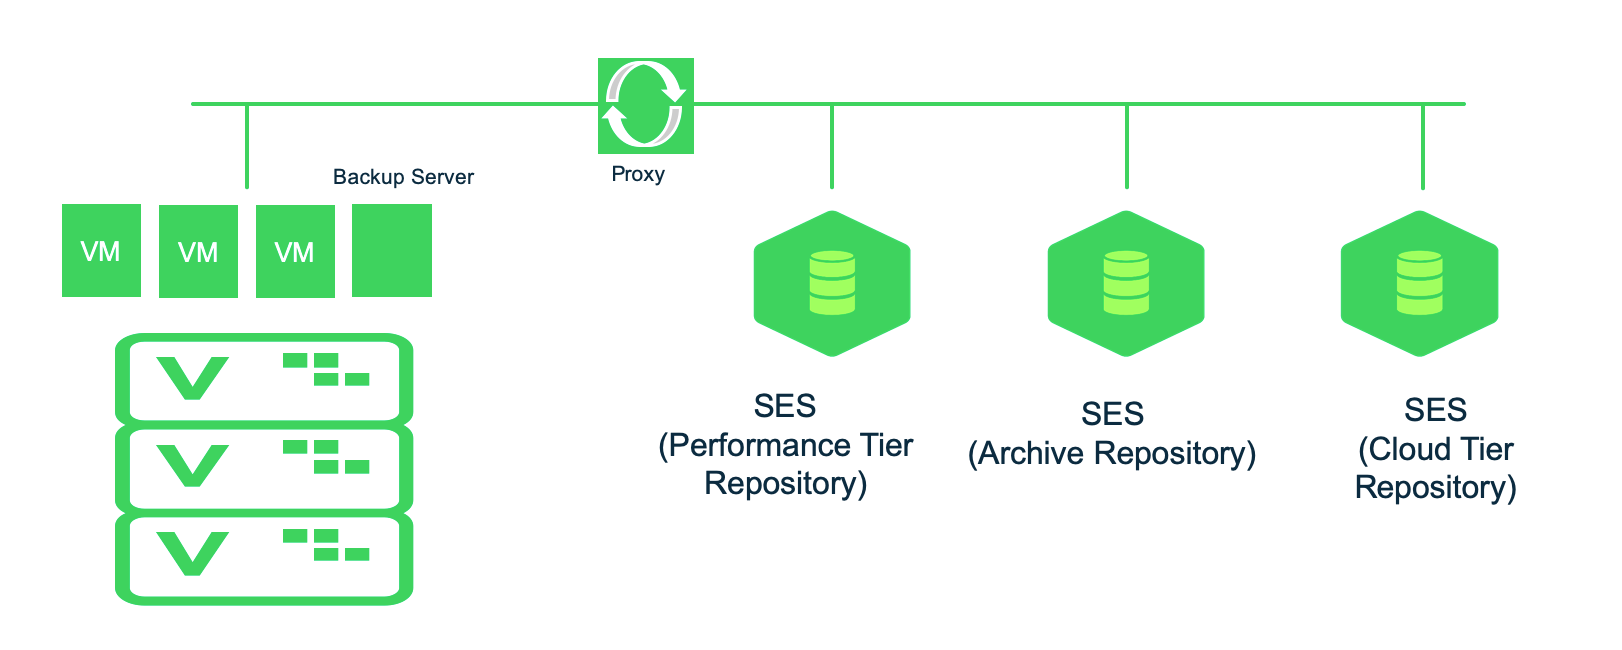 Backup Server
Proxy
VM
VM
VM
SES
(Performance Tier
Repository)
SES
(Archive Repository)
SES
(Cloud Tier
Repository)